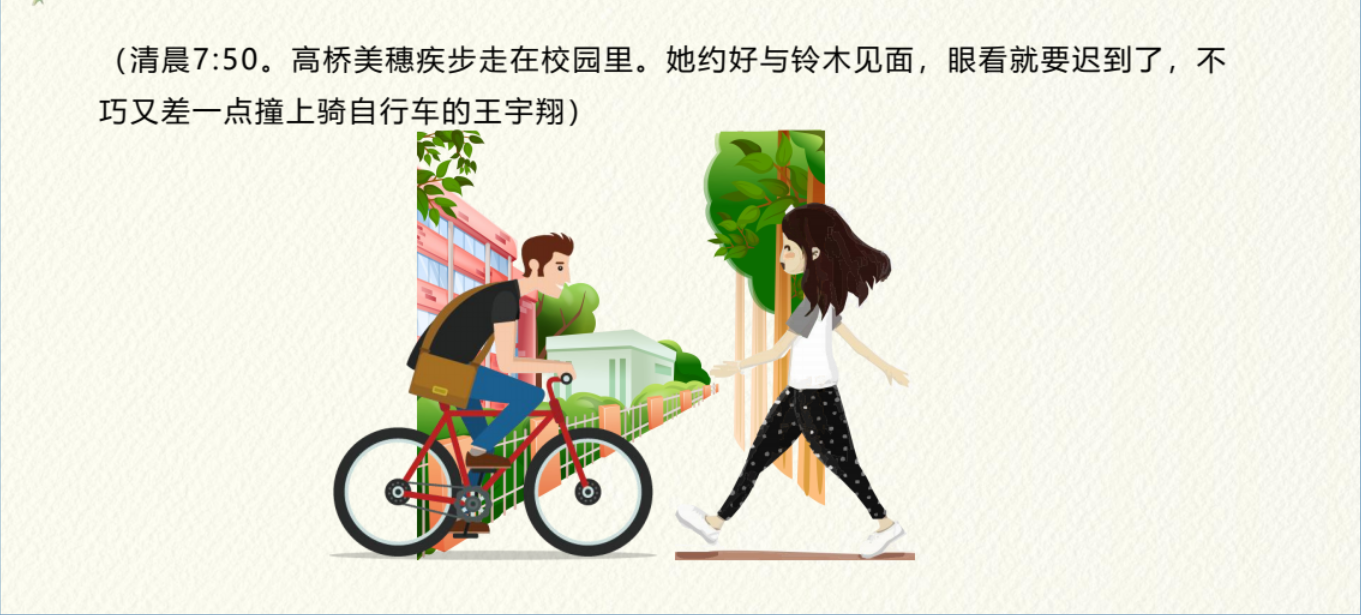 （清晨7:50。高桥美穗疾步走在校园里。她约好与铃木见面，眼看就要迟到了，不
巧又差一点撞上骑自行车的王宇翔）